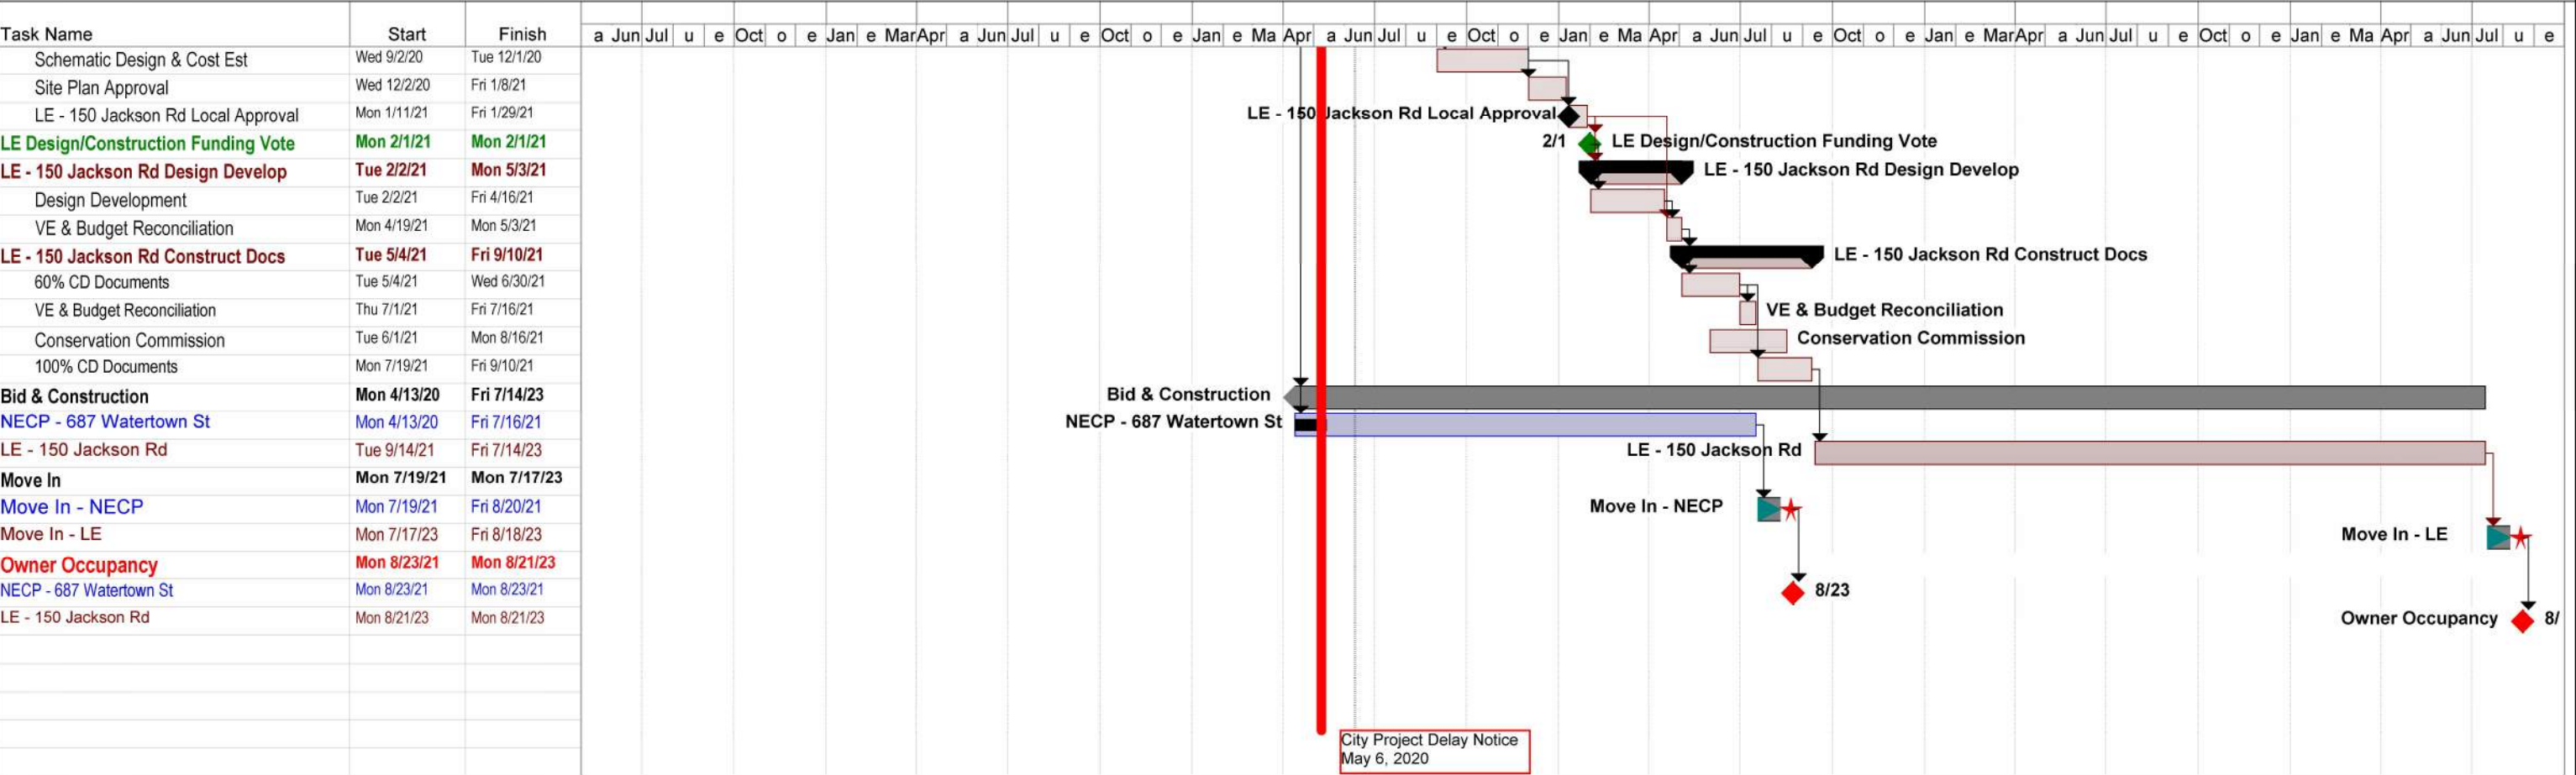 Task Name Start Finish a Jun Jul u e Oct o e Jan e Mar Apr a Jun Jul u e Oct o e Jan e Ma Apr a Jun Jul u e Oct o e Jan e Ma Apr a Jun Jul u e Oct o e Jan e Mar Apr a Jun Jul u e Oct o e Jan e Ma Apr a Jun Jul u e
Schematic Design & Cost Est Wed 9/2/20 Tue 12/1/20
Site Plan Approval Wed 12/2/20 Fri 1/8/21
LE - 150 Jackson Rd Local Approval Mon 1/11/21 Fri 1/29/21 LE - 150 Jackson Rd Local Approval
LE Design/Construction Funding Vote Mon 2/1/21 Mon 2/1/21 2/1 LE Design/Construction Funding Vote
LE - 150 Jackson Rd Design Develop Tue 2/2/21 Mon 5/3/21 LE - 150 Jackson Rd Design Develop
Design Development Tue 2/2/21 Fri 4/16/21
VE & Budget Reconciliation Mon 4/19/21 Mon 5/3/21
LE - 150 Jackson Rd Construct Docs Tue 5/4/21 Fri 9/10/21 LE - 150 Jackson Rd Construct Docs
60% CD Documents Tue 5/4/21 Wed 6/30/21
VE & Budget Reconciliation Thu 7/1/21 Fri 7/16/21 VE & Budget Reconciliation
Conservation Commission Tue 6/1/21 Mon 8/16/21 Conservation Commission
100% CD Documents Mon 7/19/21 Fri 9/10/21
Bid & Construction Mon 4/13/20 Fri 7/14/23 Bid & Construction
NECP - 687 Watertown St Mon 4/13/20 Fri 7/16/21 NECP - 687 Watertown St
LE - 150 Jackson Rd Tue 9/14/21 Fri 7/14/23 LE - 150 Jackson Rd
Move In Mon 7/19/21 Mon 7/17/23
Move In - NECP Mon 7/19/21 Fri 8/20/21 Move In - NECP
Move In - LE Mon 7/17/23 Fri 8/18/23 Move In - LE
Owner Occupancy Mon 8/23/21 Mon 8/21/23
NECP - 687 Watertown St Mon 8/23/21 Mon 8/23/21 8/23
LE - 150 Jackson Rd Mon 8/21/23 Mon 8/21/23 Owner Occupancy 8/
City Project Delay Notice
May 6, 2020